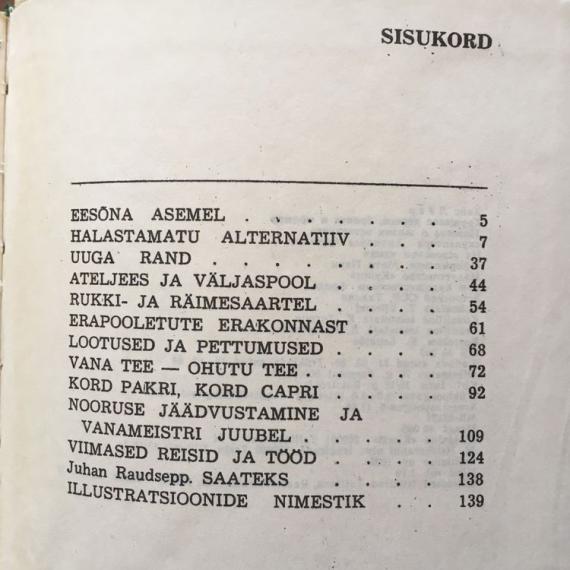 SISUKORD
EESÕNA ASEMEL . . . . . . . 5
HALASTAMATU ALTERNATIIV . . . 7
UUGA RAND . . . . . . . . 37
ATELJEES JA VÄLJASPOOL . . . . 44
RUKKI- JA RÄIMESAARTEL . . . . 54
ERAPOOLETUTE ERAKONNAST . . . 61
LOOTUSED JA PETTUMUSED . . . . 68
VANA TEE — OHUTU TEE . . . . . 72
KORD PAKRI, KORD CAPRI . . . . 92
NOORUSE JÄÄDVUSTAMINE JA
VANAMEISTRI JUUBEL . . . . . 109
VIIMASED REISID JA TÖÖD . . . . 124
Juhan Raudsepp. SAATEKS . . . . 138
ILLUSTRATSIOONIDE NIMESTIK . . 139